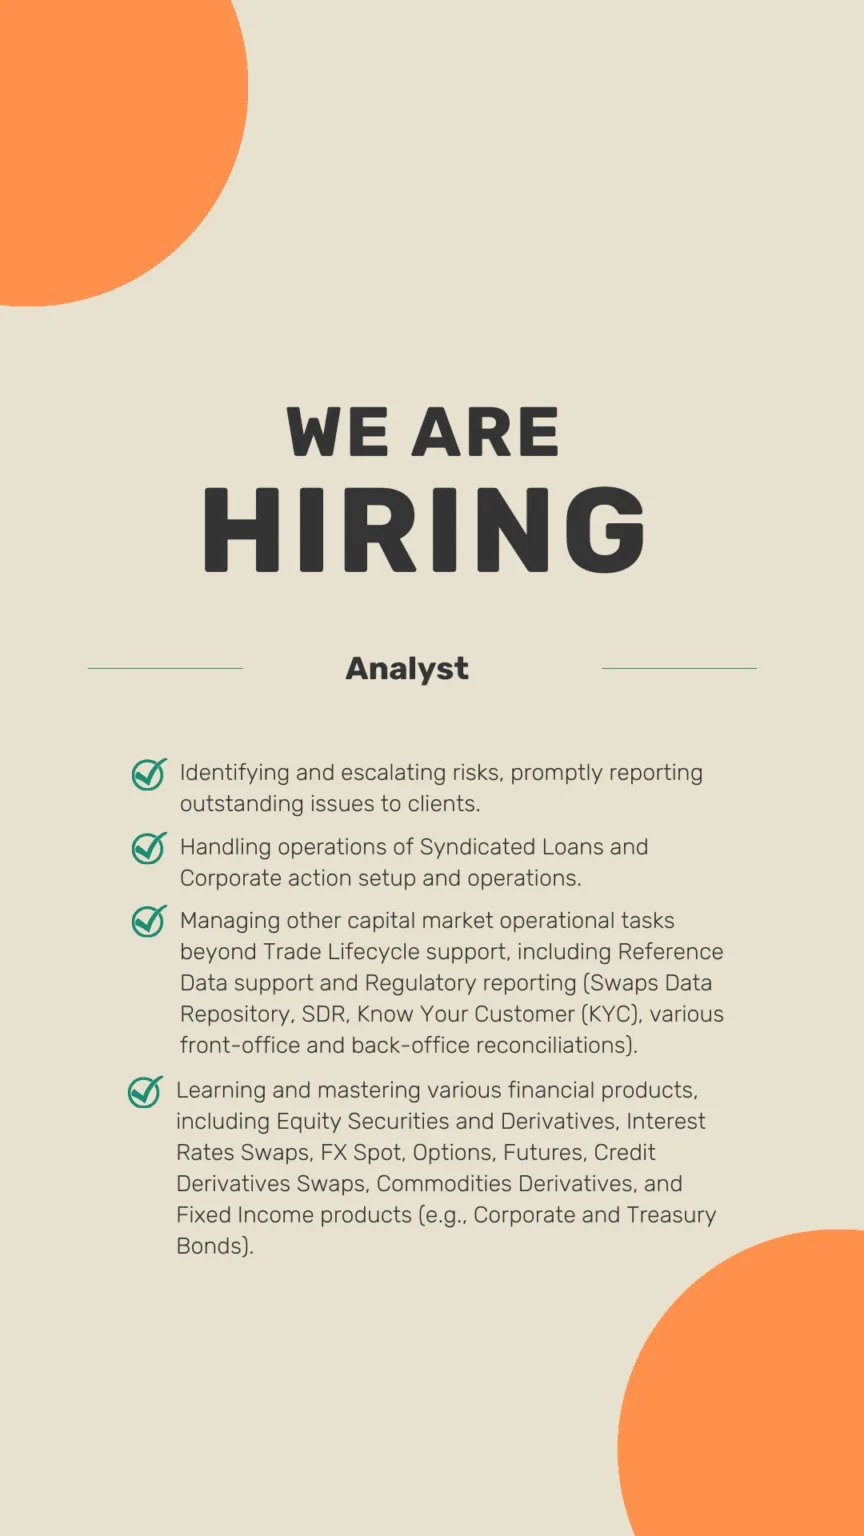 WE ARE
HIRING
Analyst
Identifying and escalating risks, promptly reporting
outstanding issues to clients.
Handling operations of Syndicated Loans and
Corporate action setup and operations.
Managing other capital market operational tasks
beyond Trade Lifecycle support, including Reference
Data support and Regulatory reporting (Swaps Data
Repository, SDR, Know Your Customer (KYC), various
front-office and back-office reconciliations).
Learning and mastering various financial products,
including Equity Securities and Derivatives, Interest
Rates Swaps, FX Spot, Options, Futures, Credit
Derivatives Swaps, Commodities Derivatives, and
Fixed Income products (e.g., Corporate and Treasury
Bonds).